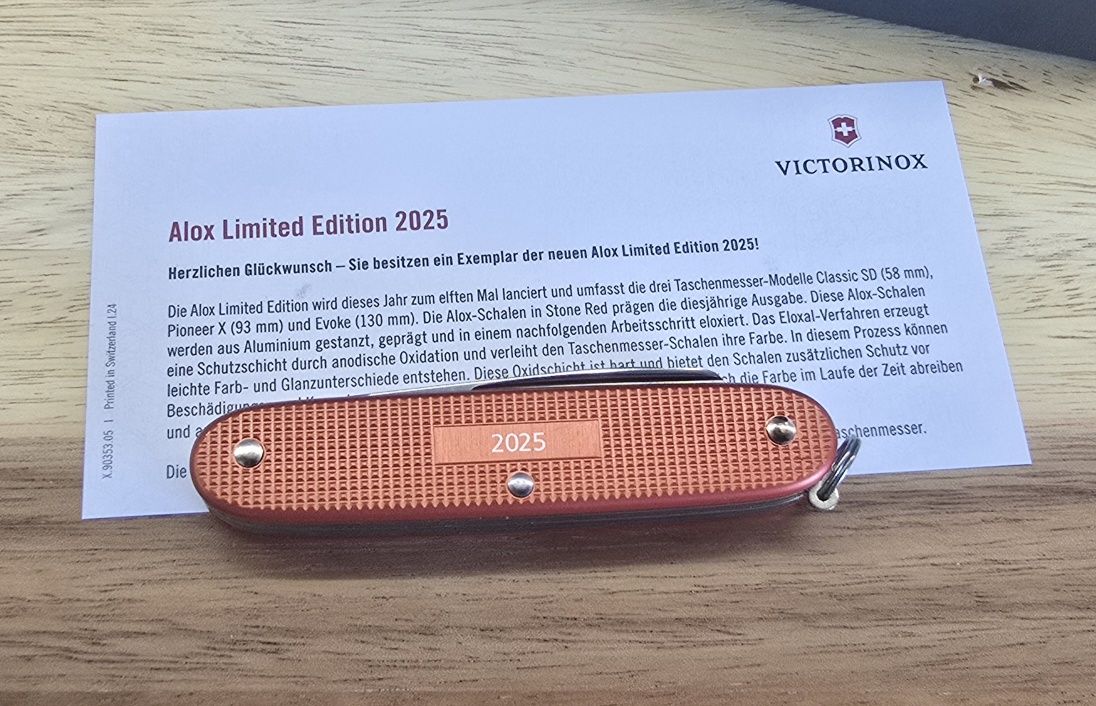 VICTORINOX
Alox Limited Edition 2025
Herzlichen Glückwunsch – Sie besitzen ein Exemplar der neuen Alox Limited Edition 2025!
Die Alox Limited Edition wird dieses Jahr zum elften Mal lanciert und umfasst die drei Taschenmesser-Modelle Classic SD (58 mm),
Pioneer X (93 mm) und Evoke (130 mm). Die Alox-Schalen in Stone Red prägen die diesjährige Ausgabe. Diese Alox-Schalen
werden aus Aluminium gestanzt, geprägt und in einem nachfolgenden Arbeitsschritt eloxiert. Das Eloxal-Verfahren erzeugt
eine Schutzschicht durch anodische Oxidation und verleiht den Taschenmesser-Schalen ihre Farbe. In diesem Prozess können
leichte Farb- und Glanzunterschiede entstehen. Diese Oxidschicht ist hart und bietet den Schalen zusätzlichen Schutz vor
die Farbe im Laufe der Zeit abreiben
und
Die
X.90353.05 I Printed in Switzerland I.24
2025